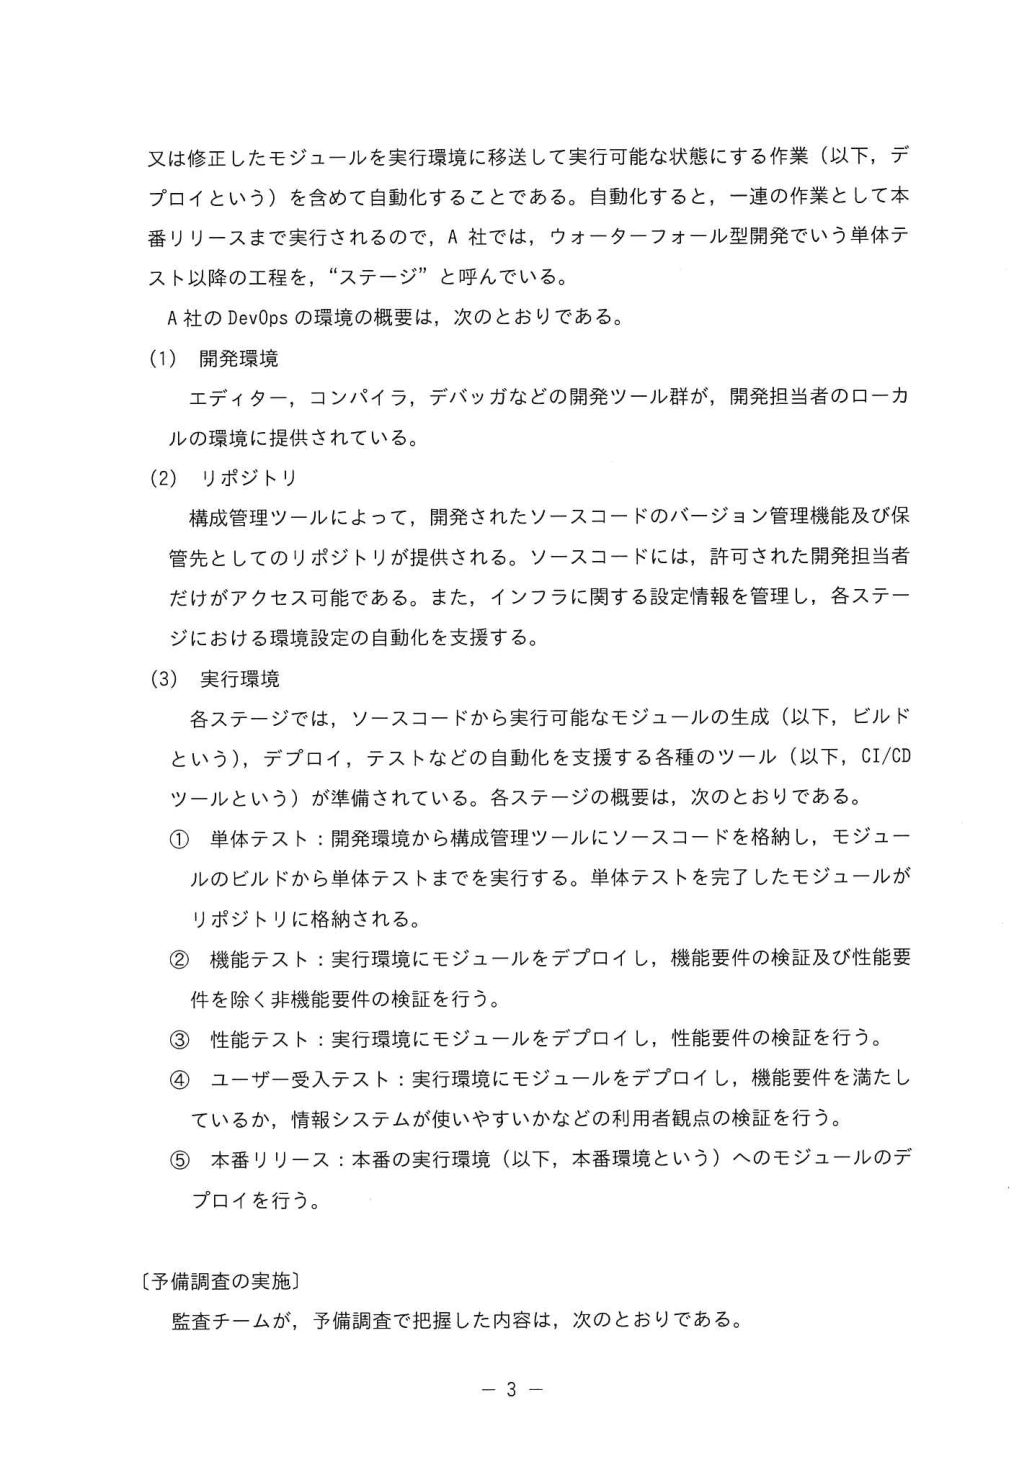 又は修正したモジュールを実行環境に移送して実行可能な状態にする作業（以下，デ
プロイという）を含めて自動化することである。自動化すると，一連の作業として本
番リリースまで実行されるので，A 社では，ウォーターフォール型開発でいう単体テ
スト以降の工程を，“ステージ”と呼んでいる。
A 社の DevOps の環境の概要は，次のとおりである。
(1) 開発環境
エディター，コンパイラ，デバッガなどの開発ツール群が，開発担当者のローカ
ルの環境に提供されている。
(2) リポジトリ
構成管理ツールによって，開発されたソースコードのバージョン管理機能及び保
管先としてのリポジトリが提供される。ソースコードには，許可された開発担当者
だけがアクセス可能である。また，インフラに関する設定情報を管理し，各ステー
ジにおける環境設定の自動化を支援する。
(3) 実行環境
各ステージでは，ソースコードから実行可能なモジュールの生成（以下，ビルド
という），デプロイ，テストなどの自動化を支援する各種のツール（以下，CI/CD
ツールという）が準備されている。各ステージの概要は，次のとおりである。
① 単体テスト：開発環境から構成管理ツールにソースコードを格納し，モジュー
ルのビルドから単体テストまでを実行する。単体テストを完了したモジュールが
リポジトリに格納される。
② 機能テスト：実行環境にモジュールをデプロイし，機能要件の検証及び性能要
件を除く非機能要件の検証を行う。
③ 性能テスト：実行環境にモジュールをデプロイし，性能要件の検証を行う。
④ ユーザー受入テスト：実行環境にモジュールをデプロイし，機能要件を満たし
ているか，情報システムが使いやすいかなどの利用者観点の検証を行う。
⑤ 本番リリース：本番の実行環境（以下，本番環境という）へのモジュールのデ
プロイを行う。
〔予備調査の実施〕
監査チームが，予備調査で把握した内容は，次のとおりである。
－ 3 －